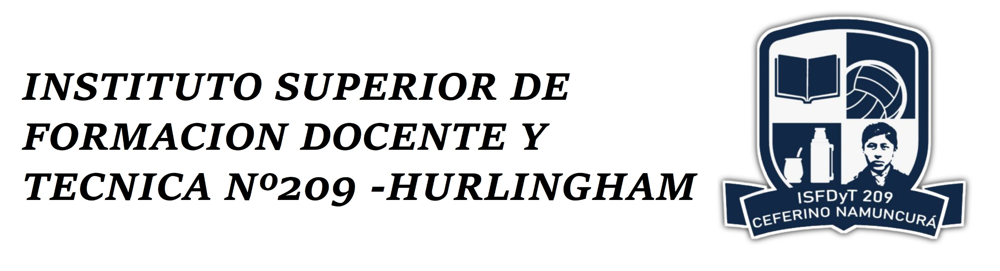 INSTITUTO SUPERIOR DE
FORMACION DOCENTE Y
TECNICA Nº209 -HURLINGHAM
ISFDyT 209
CEFERINO NAMUNCURÁ